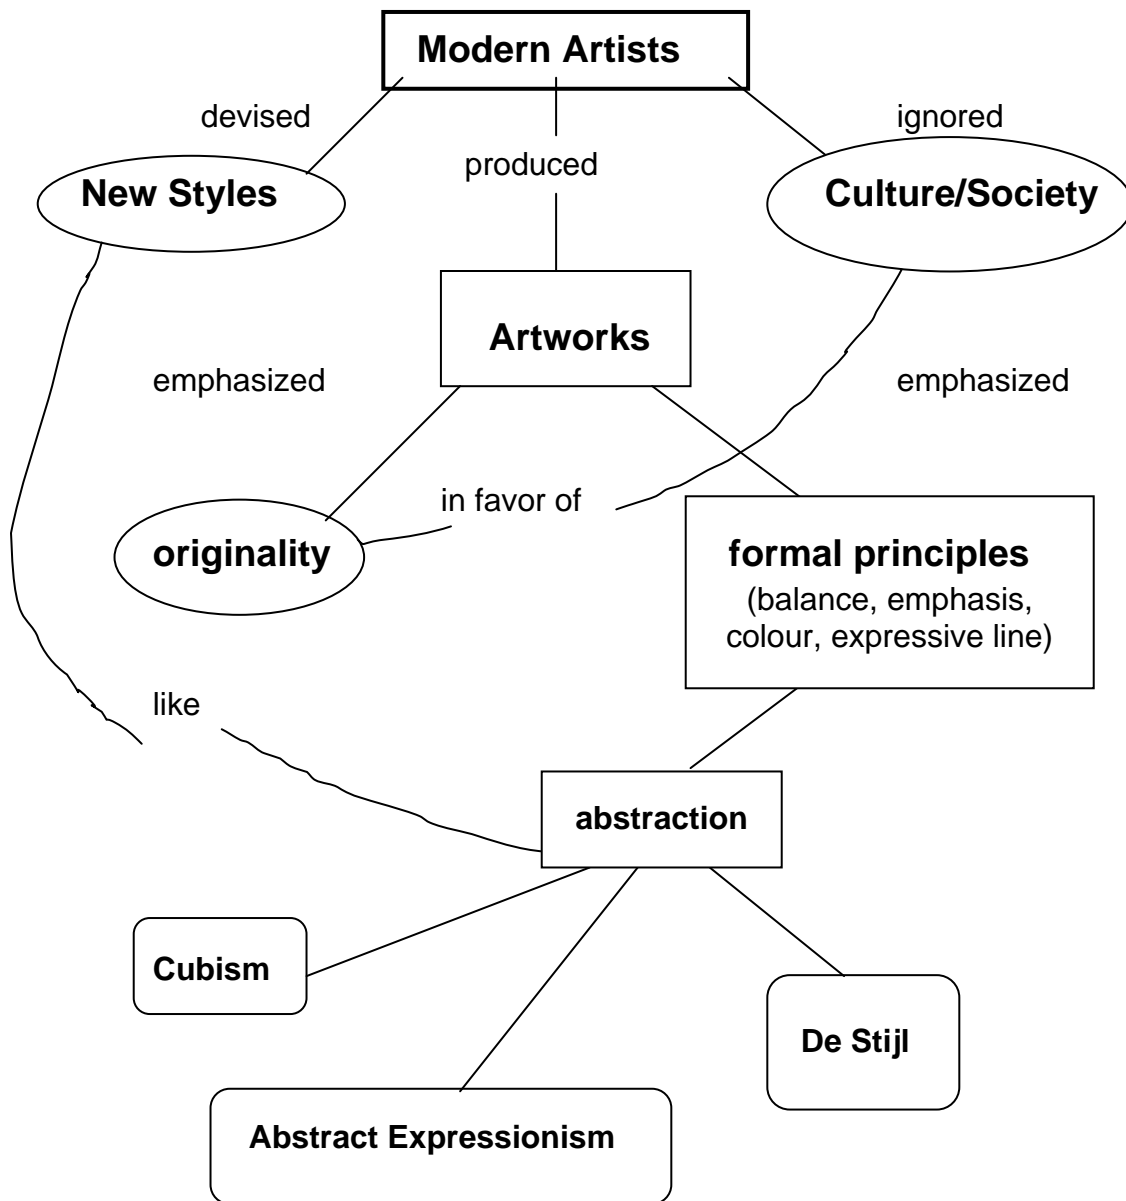 Modern Artists
devised
ignored
produced
New Styles
Culture/Society
Artworks
emphasized
emphasized
in favor of
originality
formal principles
(balance, emphasis,
colour, expressive line)
like
abstraction
Cubism
De Stijl
Abstract Expressionism